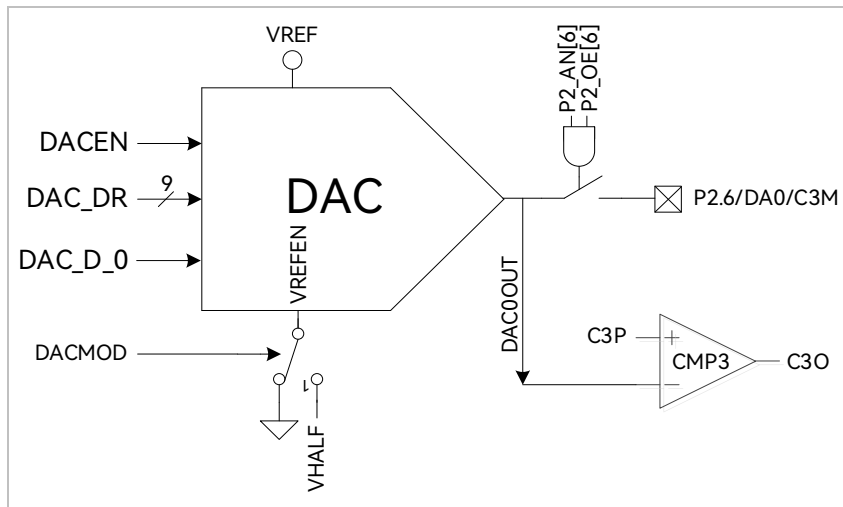 VREF
P2_AN[6]
P2_OE[6]
DACEN
9
DAC_DR
DAC
P2.6/DA0/C3M
DAC_D_0
VREFEN
DAC0OUT
DACMOD
C3P
+
CMP3
C3O
−
1
VHALF